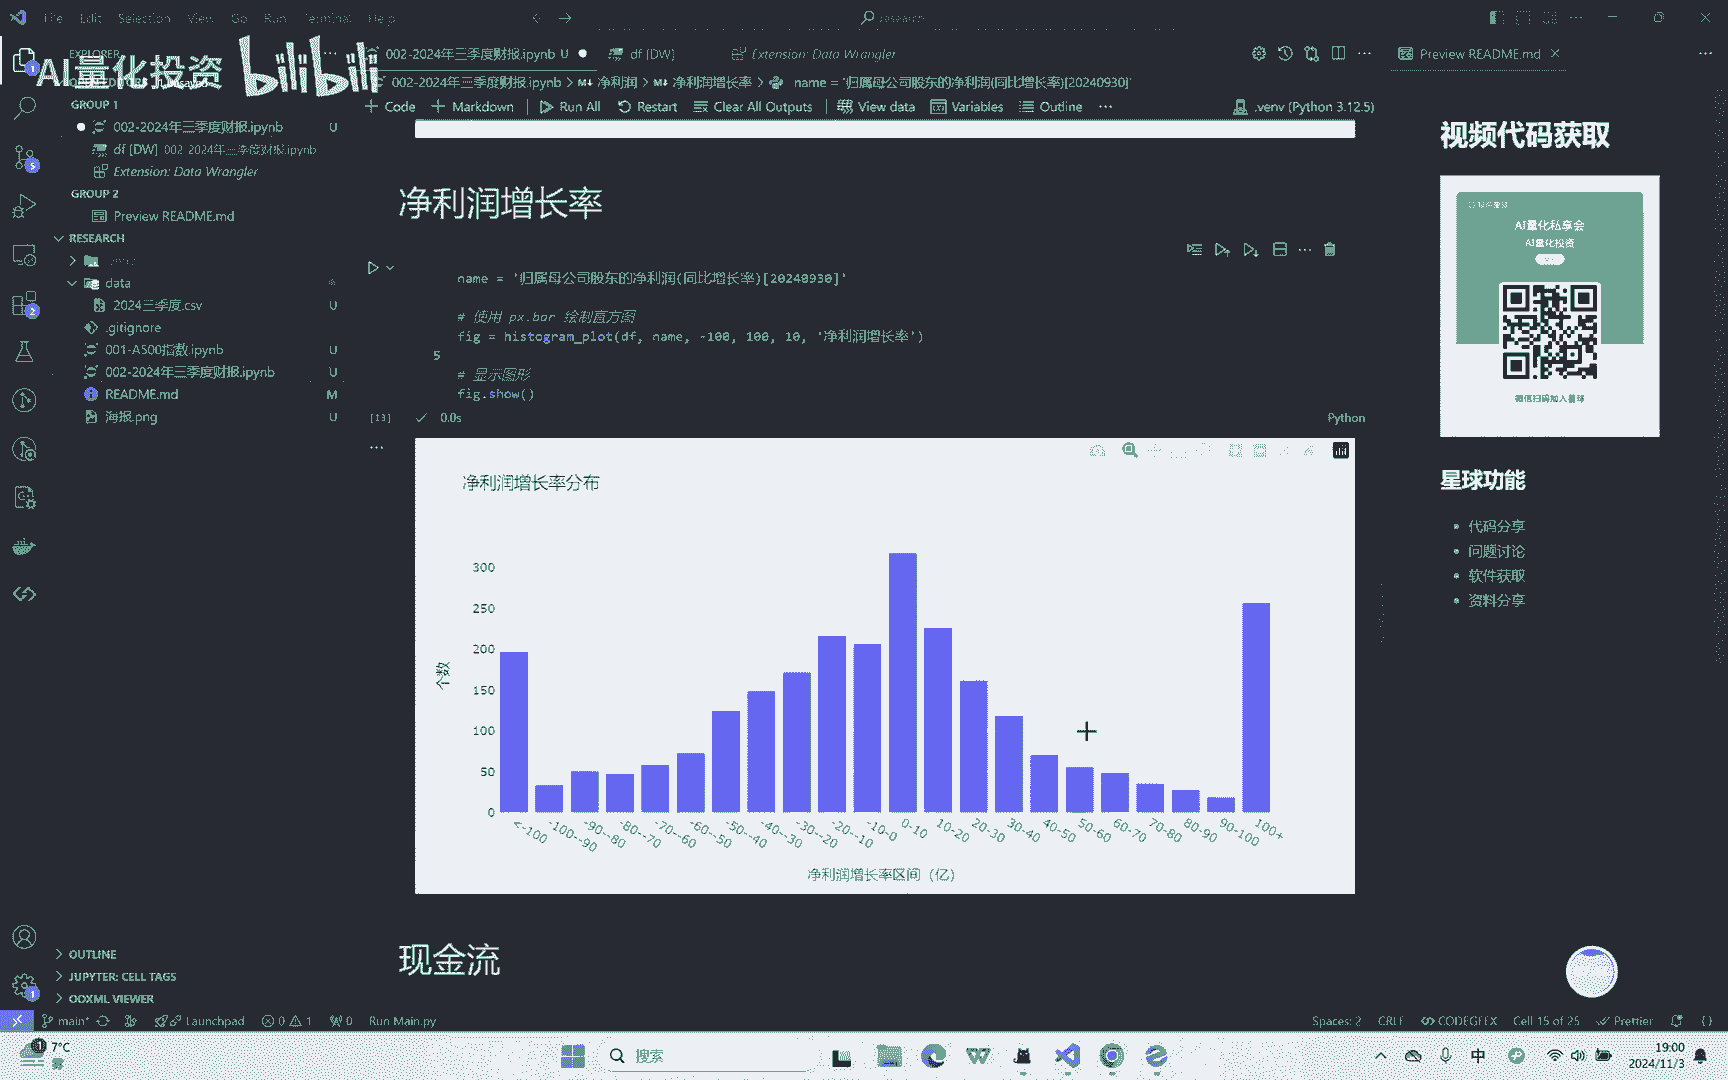 File Edit Selection View Go Run Terminal Help
research
AI量化投资 bilibili
EXPLORER
GROUP 1
002-2024年三季度财报.ipynb U
df [DW] 002-2024年三季度财报.ipynb
Extension: Data Wrangler
GROUP 2
Preview README.md
RESEARCH
data
2024三季度.csv U
.gitignore
001-A500指数.ipynb U
002-2024年三季度财报.ipynb U
README.md M
海报.png U
OUTLINE
JUPYTER: CELL TAGS
OOXML VIEWER
002-2024年三季度财报.ipynb U
df [DW]
Extension: Data Wrangler
002-2024年三季度财报.ipynb > 净利润 > 净利润增长率 > name = '归属母公司股东的净利润(同比增长率)[20240930]'
Code Markdown Run All Restart Clear All Outputs View data Variables Outline ...
.venv (Python 3.12.5)
净利润增长率
name = '归属母公司股东的净利润(同比增长率)[20240930]'
# 使用 px.bar 绘制直方图
fig = histogram_plot(df, name, -100, 100, 10, '净利润增长率')
5
# 显示图形
fig.show()
[13] 0.0s
Python
净利润增长率分布
300
250
200
150
100
50
0
个数
<-100
-100--90
-90--80
-80--70
-70--60
-60--50
-50--40
-40--30
-30--20
-20--10
-10-0
0-10
10-20
20-30
30-40
40-50
50-60
60-70
70-80
80-90
90-100
100+
净利润增长率区间（亿）
现金流
Preview README.md
视频代码获取
AI量化私享会
AI量化投资
微信扫码加入星球
星球功能
代码分享
问题讨论
软件获取
资料分享
main* Launchpad 0 1 0 Run Main.py
Spaces: 2 CRLF CODEGEEX Cell 15 of 25 Prettier
7°C
搜索
中
19:00
2024/11/3